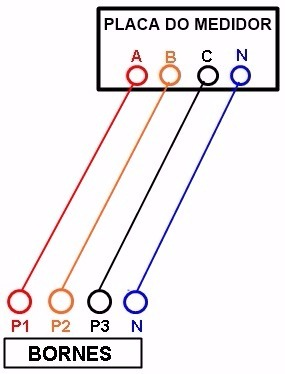 PLACA DO MEDIDOR
A B C N
P1 P2 P3 N
BORNES